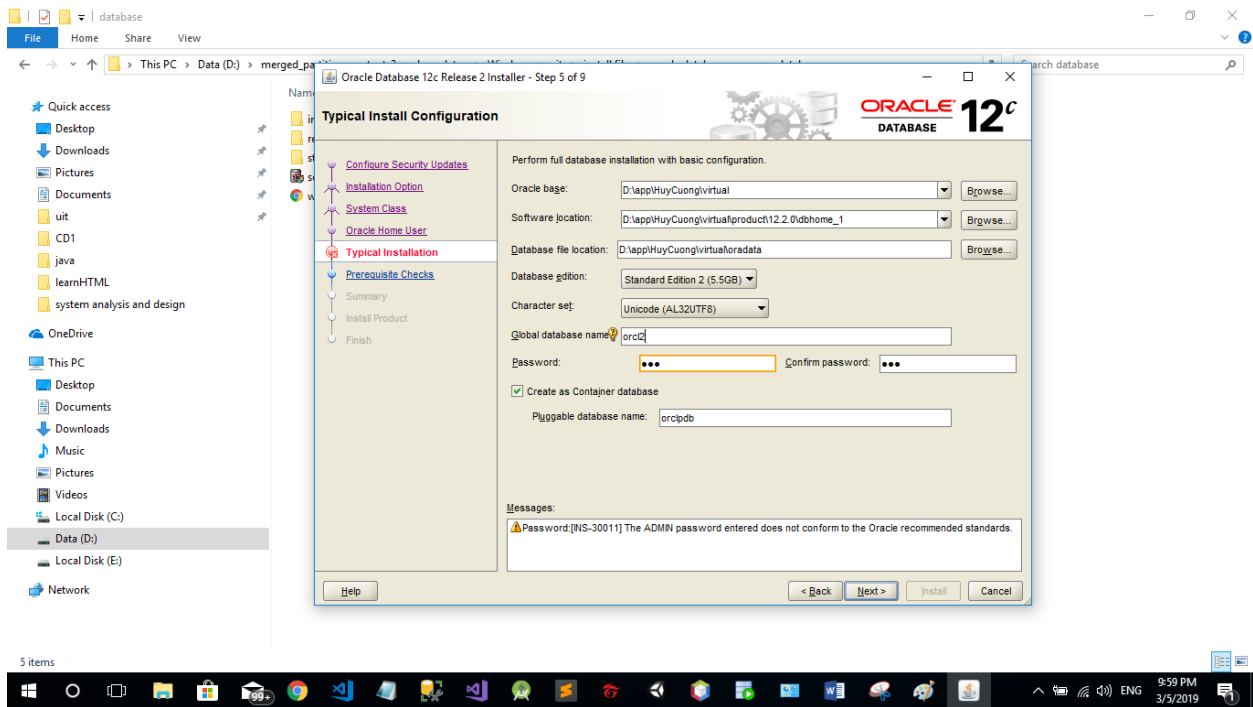 database
File Home Share View
This PC > Data (D:) > merged_pa
Search database
Quick access
Desktop
Downloads
Pictures
Documents
uit
CD1
java
learnHTML
system analysis and design
OneDrive
This PC
Desktop
Documents
Downloads
Music
Pictures
Videos
Local Disk (C:)
Data (D:)
Local Disk (E:)
Network
5 items
Nam
Oracle Database 12c Release 2 Installer - Step 5 of 9
Typical Install Configuration
ORACLE
DATABASE
12c
Configure Security Updates
Installation Option
System Class
Oracle Home User
Typical Installation
Prerequisite Checks
Summary
Install Product
Finish
Perform full database installation with basic configuration.
Oracle base: D:\app\HuyCuong\virtual Browse...
Software location: D:\app\HuyCuong\virtual\product\12.2.0\dbhome_1 Browse...
Database file location: D:\app\HuyCuong\virtual\oradata Browse...
Database edition: Standard Edition 2 (5.5GB)
Character set: Unicode (AL32UTF8)
Global database name orcl2
Password: ●●● Confirm password: ●●●
Create as Container database
Pluggable database name: orclpdb
Messages:
Password:[INS-30011] The ADMIN password entered does not conform to the Oracle recommended standards.
Help < Back Next > Install Cancel
99+
ENG
9:59 PM
3/5/2019